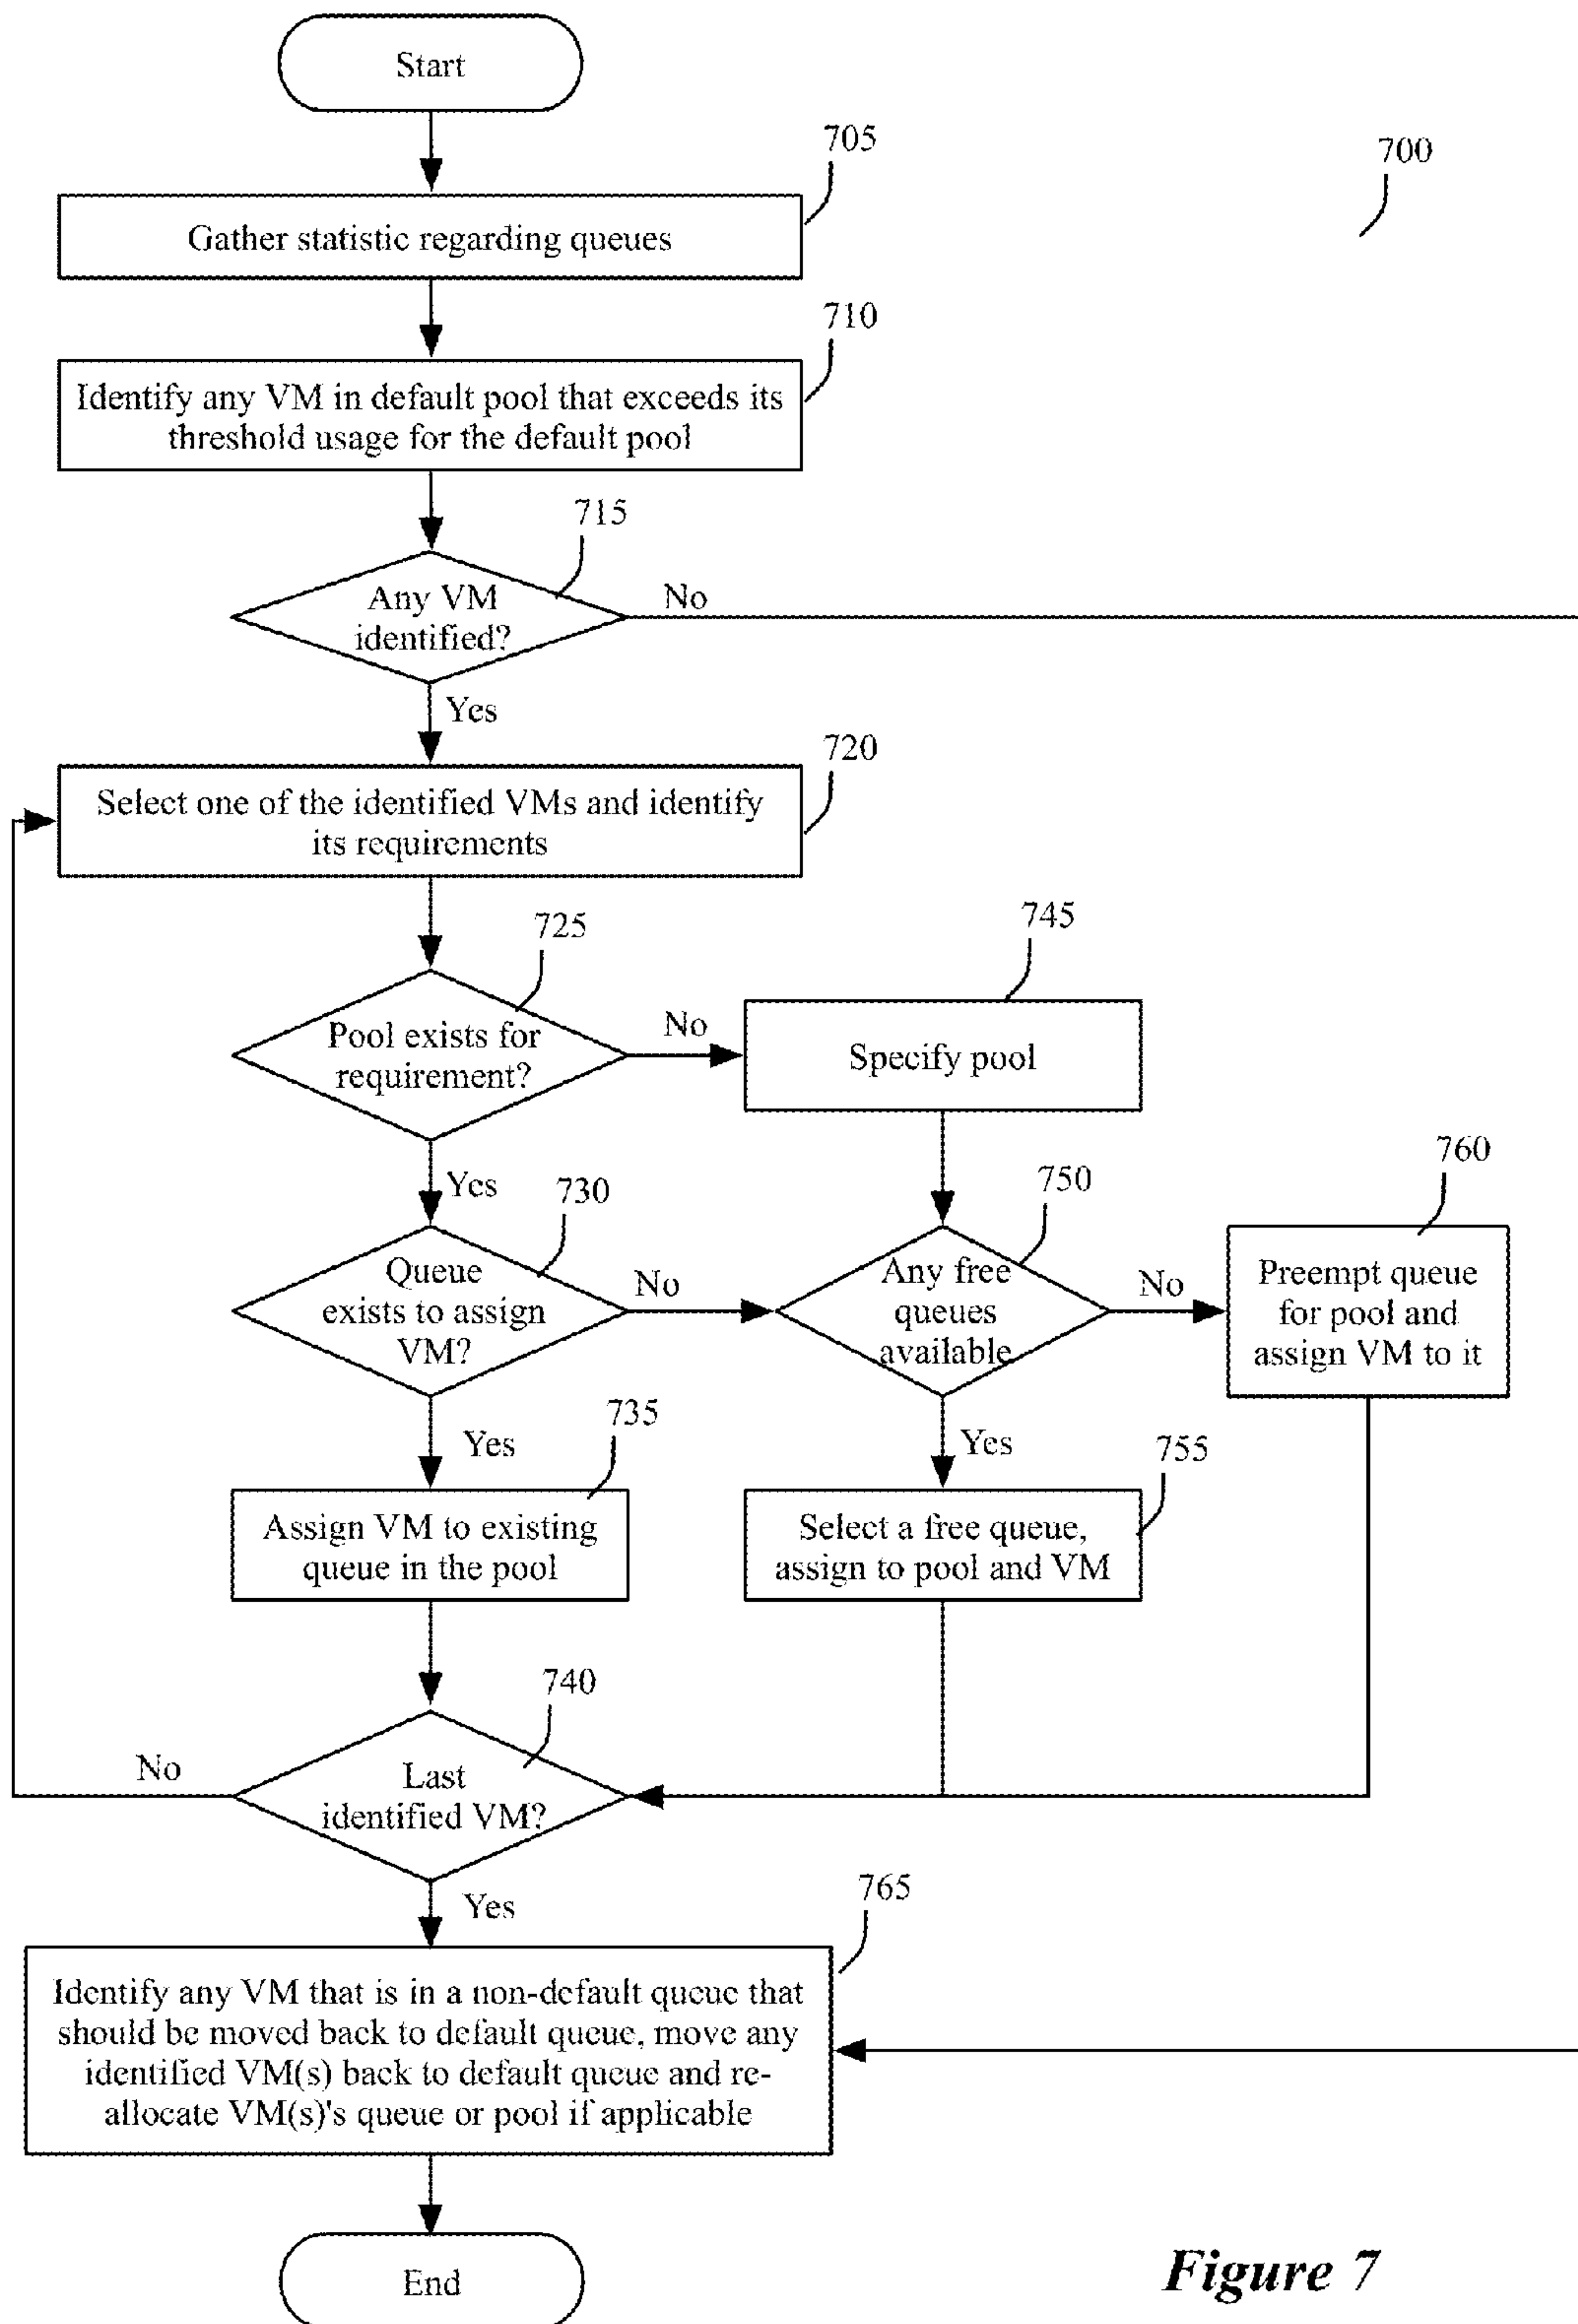 Start
705
700
Gather statistic regarding queues
710
Identify any VM in default pool that exceeds its
threshold usage for the default pool
715
Any VM
identified?
No
Yes
720
Select one of the identified VMs and identify
its requirements
725
745
Pool exists for
requirement?
No
Specify pool
Yes
730
750
760
Queue
exists to assign
VM?
No
Any free
queues
available
No
Preempt queue
for pool and
assign VM to it
Yes
735
Yes
755
Assign VM to existing
queue in the pool
Select a free queue,
assign to pool and VM
740
No
Last
identified VM?
Yes
765
Identify any VM that is in a non-default queue that
should be moved back to default queue, move any
identified VM(s) back to default queue and re-
allocate VM(s)'s queue or pool if applicable
End
Figure 7